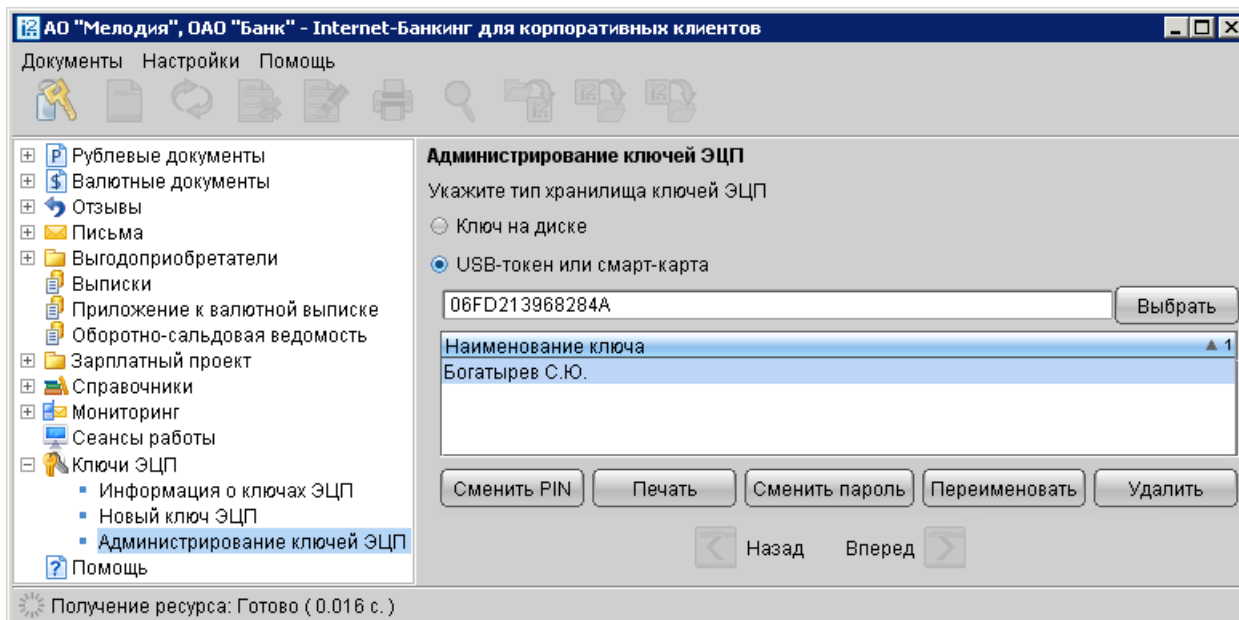 АО "Мелодия", ОАО "Банк" - Internet-Банкинг для корпоративных клиентов
Документы Настройки Помощь
Рублевые документы
Валютные документы
Отзывы
Письма
Выгодоприобретатели
Выписки
Приложение к валютной выписке
Оборотно-сальдовая ведомость
Зарплатный проект
Справочники
Мониторинг
Сеансы работы
Ключи ЭЦП
Информация о ключах ЭЦП
Новый ключ ЭЦП
Администрирование ключей ЭЦП
Помощь
Администрирование ключей ЭЦП
Укажите тип хранилища ключей ЭЦП
Ключ на диске
USB-токен или смарт-карта
06FD213968284A Выбрать
Наименование ключа 1
Богатырев С.Ю.
Сменить PIN Печать Сменить пароль Переименовать Удалить
Назад Вперед
Получение ресурса: Готово ( 0.016 с. )